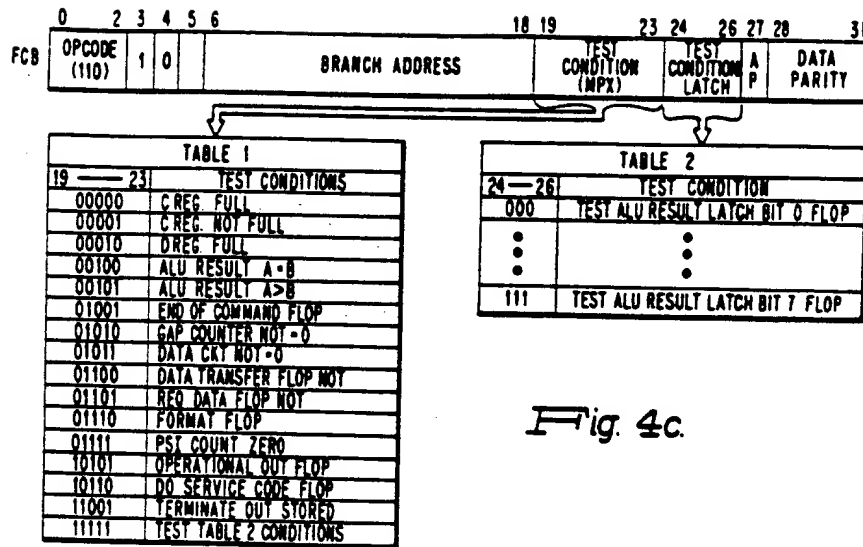 0 2 3 4 5 6 18 19 23 24 26 27 28 31
FCB OPCODE (110) 1 0 BRANCH ADDRESS TEST CONDITION (MPX) TEST CONDITION LATCH A P DATA PARITY
TABLE 1
19 — 23 TEST CONDITIONS
00000 C REG. FULL
00001 C REG. NOT FULL
00010 D REG. FULL
00100 ALU RESULT A=B
00101 ALU RESULT A>B
01001 END OF COMMAND FLOP
01010 GAP COUNTER NOT=0
01011 DATA CKT NOT=0
01100 DATA TRANSFER FLOP NOT
01101 REQ DATA FLOP NOT
01110 FORMAT FLOP
01111 PSI COUNT ZERO
10101 OPERATIONAL OUT FLOP
10110 DO SERVICE CODE FLOP
11001 TERMINATE OUT STORED
11111 TEST TABLE 2 CONDITIONS
TABLE 2
24 — 26 TEST CONDITION
000 TEST ALU RESULT LATCH BIT 0 FLOP
111 TEST ALU RESULT LATCH BIT 7 FLOP
Fig. 4c.